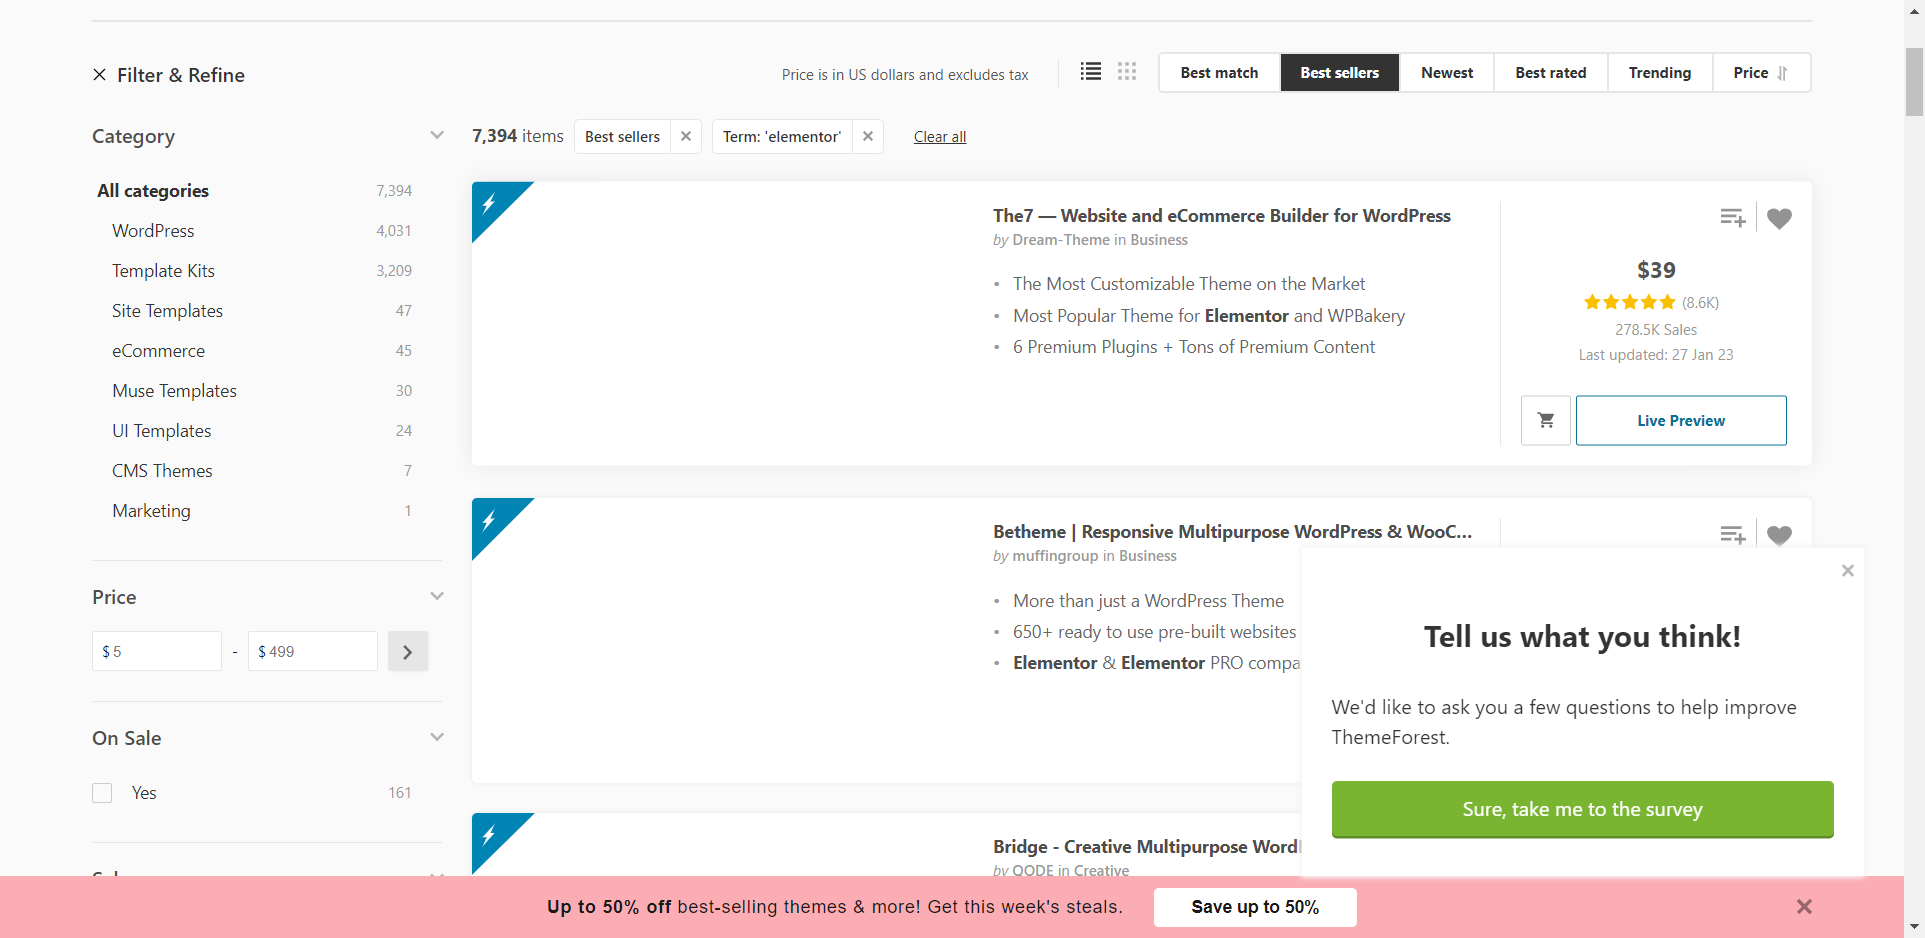 Filter & Refine
Price is in US dollars and excludes tax
Best match
Best sellers
Newest
Best rated
Trending
Price
Category
7,394 items
Best sellers
Term: 'elementor'
Clear all
All categories 7,394
WordPress 4,031
Template Kits 3,209
Site Templates 47
eCommerce 45
Muse Templates 30
UI Templates 24
CMS Themes 7
Marketing 1
Price
$ 5 - $ 499
On Sale
Yes 161
The7 — Website and eCommerce Builder for WordPress
by Dream-Theme in Business
• The Most Customizable Theme on the Market
• Most Popular Theme for Elementor and WPBakery
• 6 Premium Plugins + Tons of Premium Content
$39
(8.6K)
278.5K Sales
Last updated: 27 Jan 23
Live Preview
Betheme | Responsive Multipurpose WordPress & WooC...
by muffingroup in Business
• More than just a WordPress Theme
• 650+ ready to use pre-built websites
• Elementor & Elementor PRO compa
Bridge - Creative Multipurpose Word
by QODE in Creative
Tell us what you think!
We'd like to ask you a few questions to help improve
ThemeForest.
Sure, take me to the survey
Up to 50% off best-selling themes & more! Get this week's steals.
Save up to 50%